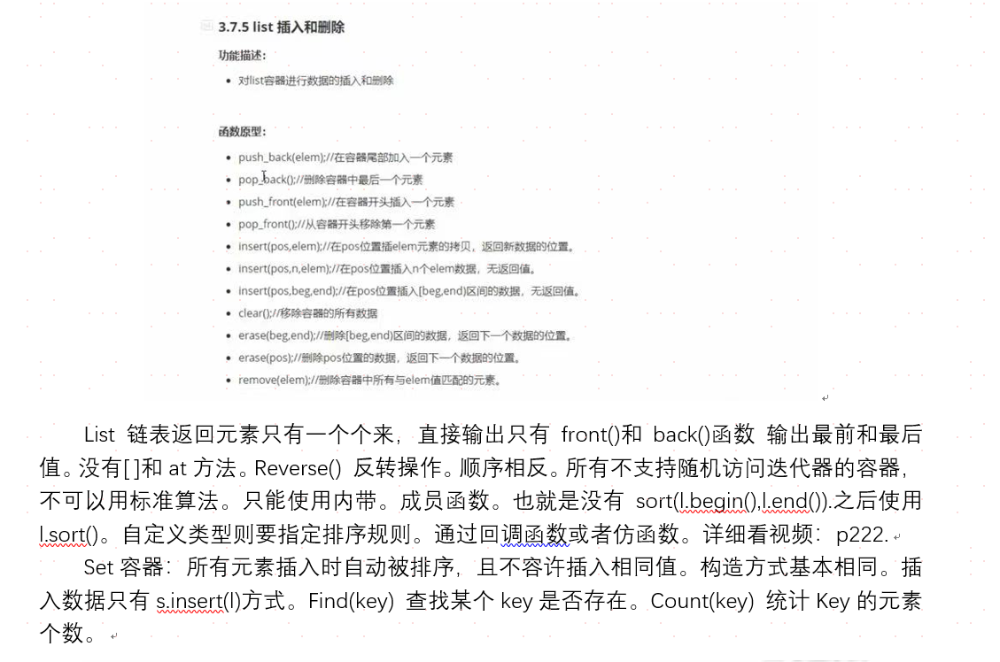 3.7.5 list 插入和删除
功能描述：
• 对list容器进行数据的插入和删除
函数原型：
• push_back(elem);//在容器尾部加入一个元素
• pop_back();//删除容器中最后一个元素
• push_front(elem);//在容器开头插入一个元素
• pop_front();//从容器开头移除第一个元素
• insert(pos,elem);//在pos位置插elem元素的拷贝，返回新数据的位置。
• insert(pos,n,elem);//在pos位置插入n个elem数据，无返回值。
• insert(pos,beg,end);//在pos位置插入[beg,end)区间的数据，无返回值。
• clear();//移除容器的所有数据
• erase(beg,end);//删除[beg,end)区间的数据，返回下一个数据的位置。
• erase(pos);//删除pos位置的数据，返回下一个数据的位置。
• remove(elem);//删除容器中所有与elem值匹配的元素。
List 链表返回元素只有一个个来，直接输出只有 front()和 back()函数 输出最前和最后
值。没有[]和 at 方法。Reverse() 反转操作。顺序相反。所有不支持随机访问迭代器的容器，
不可以用标准算法。只能使用内带。成员函数。也就是没有 sort(l.begin(),l.end()).之后使用
l.sort()。自定义类型则要指定排序规则。通过回调函数或者仿函数。详细看视频：p222.
Set 容器：所有元素插入时自动被排序，且不容许插入相同值。构造方式基本相同。插
入数据只有 s.insert(l)方式。Find(key) 查找某个 key 是否存在。Count(key) 统计 Key 的元素
个数。